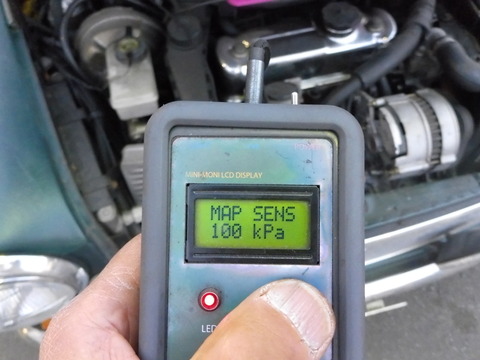 MINI-MONI LCD DISPLAY
MAP SENS
100 kPa
LED